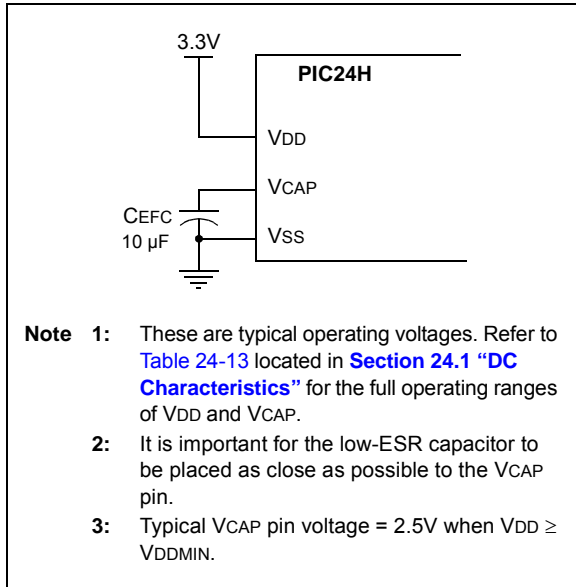 3.3V
PIC24H
VDD
VCAP
CEFC
10 µF
VSS
Note 1: These are typical operating voltages. Refer to
Table 24-13 located in Section 24.1 “DC
Characteristics” for the full operating ranges
of VDD and VCAP.
2: It is important for the low-ESR capacitor to
be placed as close as possible to the VCAP
pin.
3: Typical VCAP pin voltage = 2.5V when VDD ≥
VDDMIN.